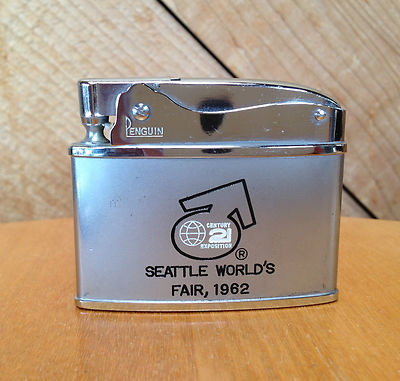 PENGUIN
CENTURY
21
EXPOSITION
®
SEATTLE WORLD'S
FAIR, 1962